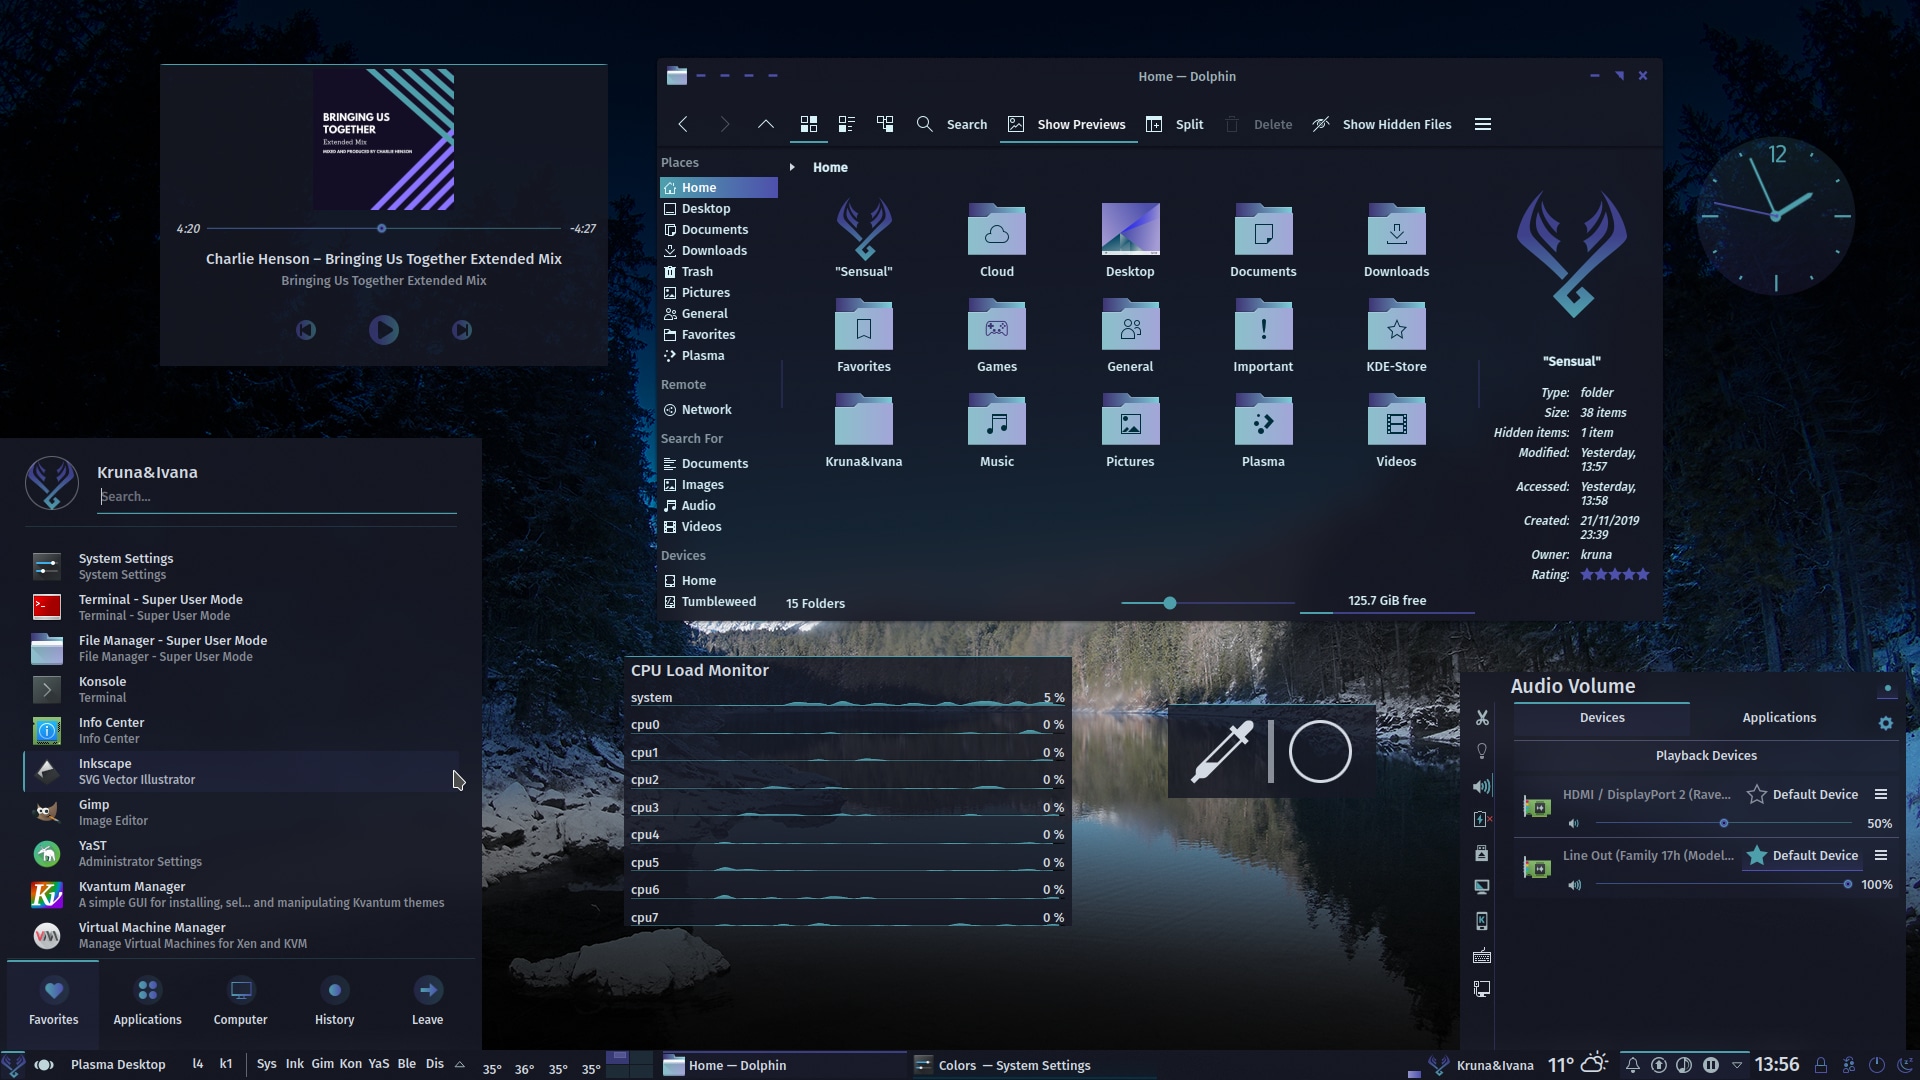 BRINGING US
TOGETHER
Extended Mix
MIXED AND PRODUCED BY CHARLIE HENSON
4:20
-4:27
Charlie Henson – Bringing Us Together Extended Mix
Bringing Us Together Extended Mix
Home — Dolphin
Search
Show Previews
Split
Delete
Show Hidden Files
Places
Home
Desktop
Documents
Downloads
Trash
Pictures
General
Favorites
Plasma
Remote
Network
Search For
Documents
Images
Audio
Videos
Devices
Home
Tumbleweed
Home
"Sensual"
Cloud
Desktop
Documents
Downloads
Favorites
Games
General
Important
KDE-Store
Kruna&Ivana
Music
Pictures
Plasma
Videos
15 Folders
125.7 GiB free
"Sensual"
Type: folder
Size: 38 items
Hidden items: 1 item
Modified: Yesterday,
13:57
Accessed: Yesterday,
13:58
Created: 21/11/2019
23:39
Owner: kruna
Rating:
12
Kruna&Ivana
Search...
System Settings
System Settings
Terminal - Super User Mode
Terminal - Super User Mode
File Manager - Super User Mode
File Manager - Super User Mode
Konsole
Terminal
Info Center
Info Center
Inkscape
SVG Vector Illustrator
Gimp
Image Editor
YaST
Administrator Settings
Kv
Kvantum Manager
A simple GUI for installing, sel... and manipulating Kvantum themes
Virtual Machine Manager
Manage Virtual Machines for Xen and KVM
Favorites
Applications
Computer
History
Leave
CPU Load Monitor
system 5 %
cpu0 0 %
cpu1 0 %
cpu2 0 %
cpu3 0 %
cpu4 0 %
cpu5 0 %
cpu6 0 %
cpu7 0 %
Audio Volume
Devices
Applications
Playback Devices
HDMI / DisplayPort 2 (Rave...
Default Device
50%
Line Out (Family 17h (Model...
Default Device
100%
Plasma Desktop
l4
k1
Sys
Ink
Gim
Kon
YaS
Ble
Dis
35°
36°
35°
35°
Home — Dolphin
Colors — System Settings
Kruna&Ivana
11°
13:56